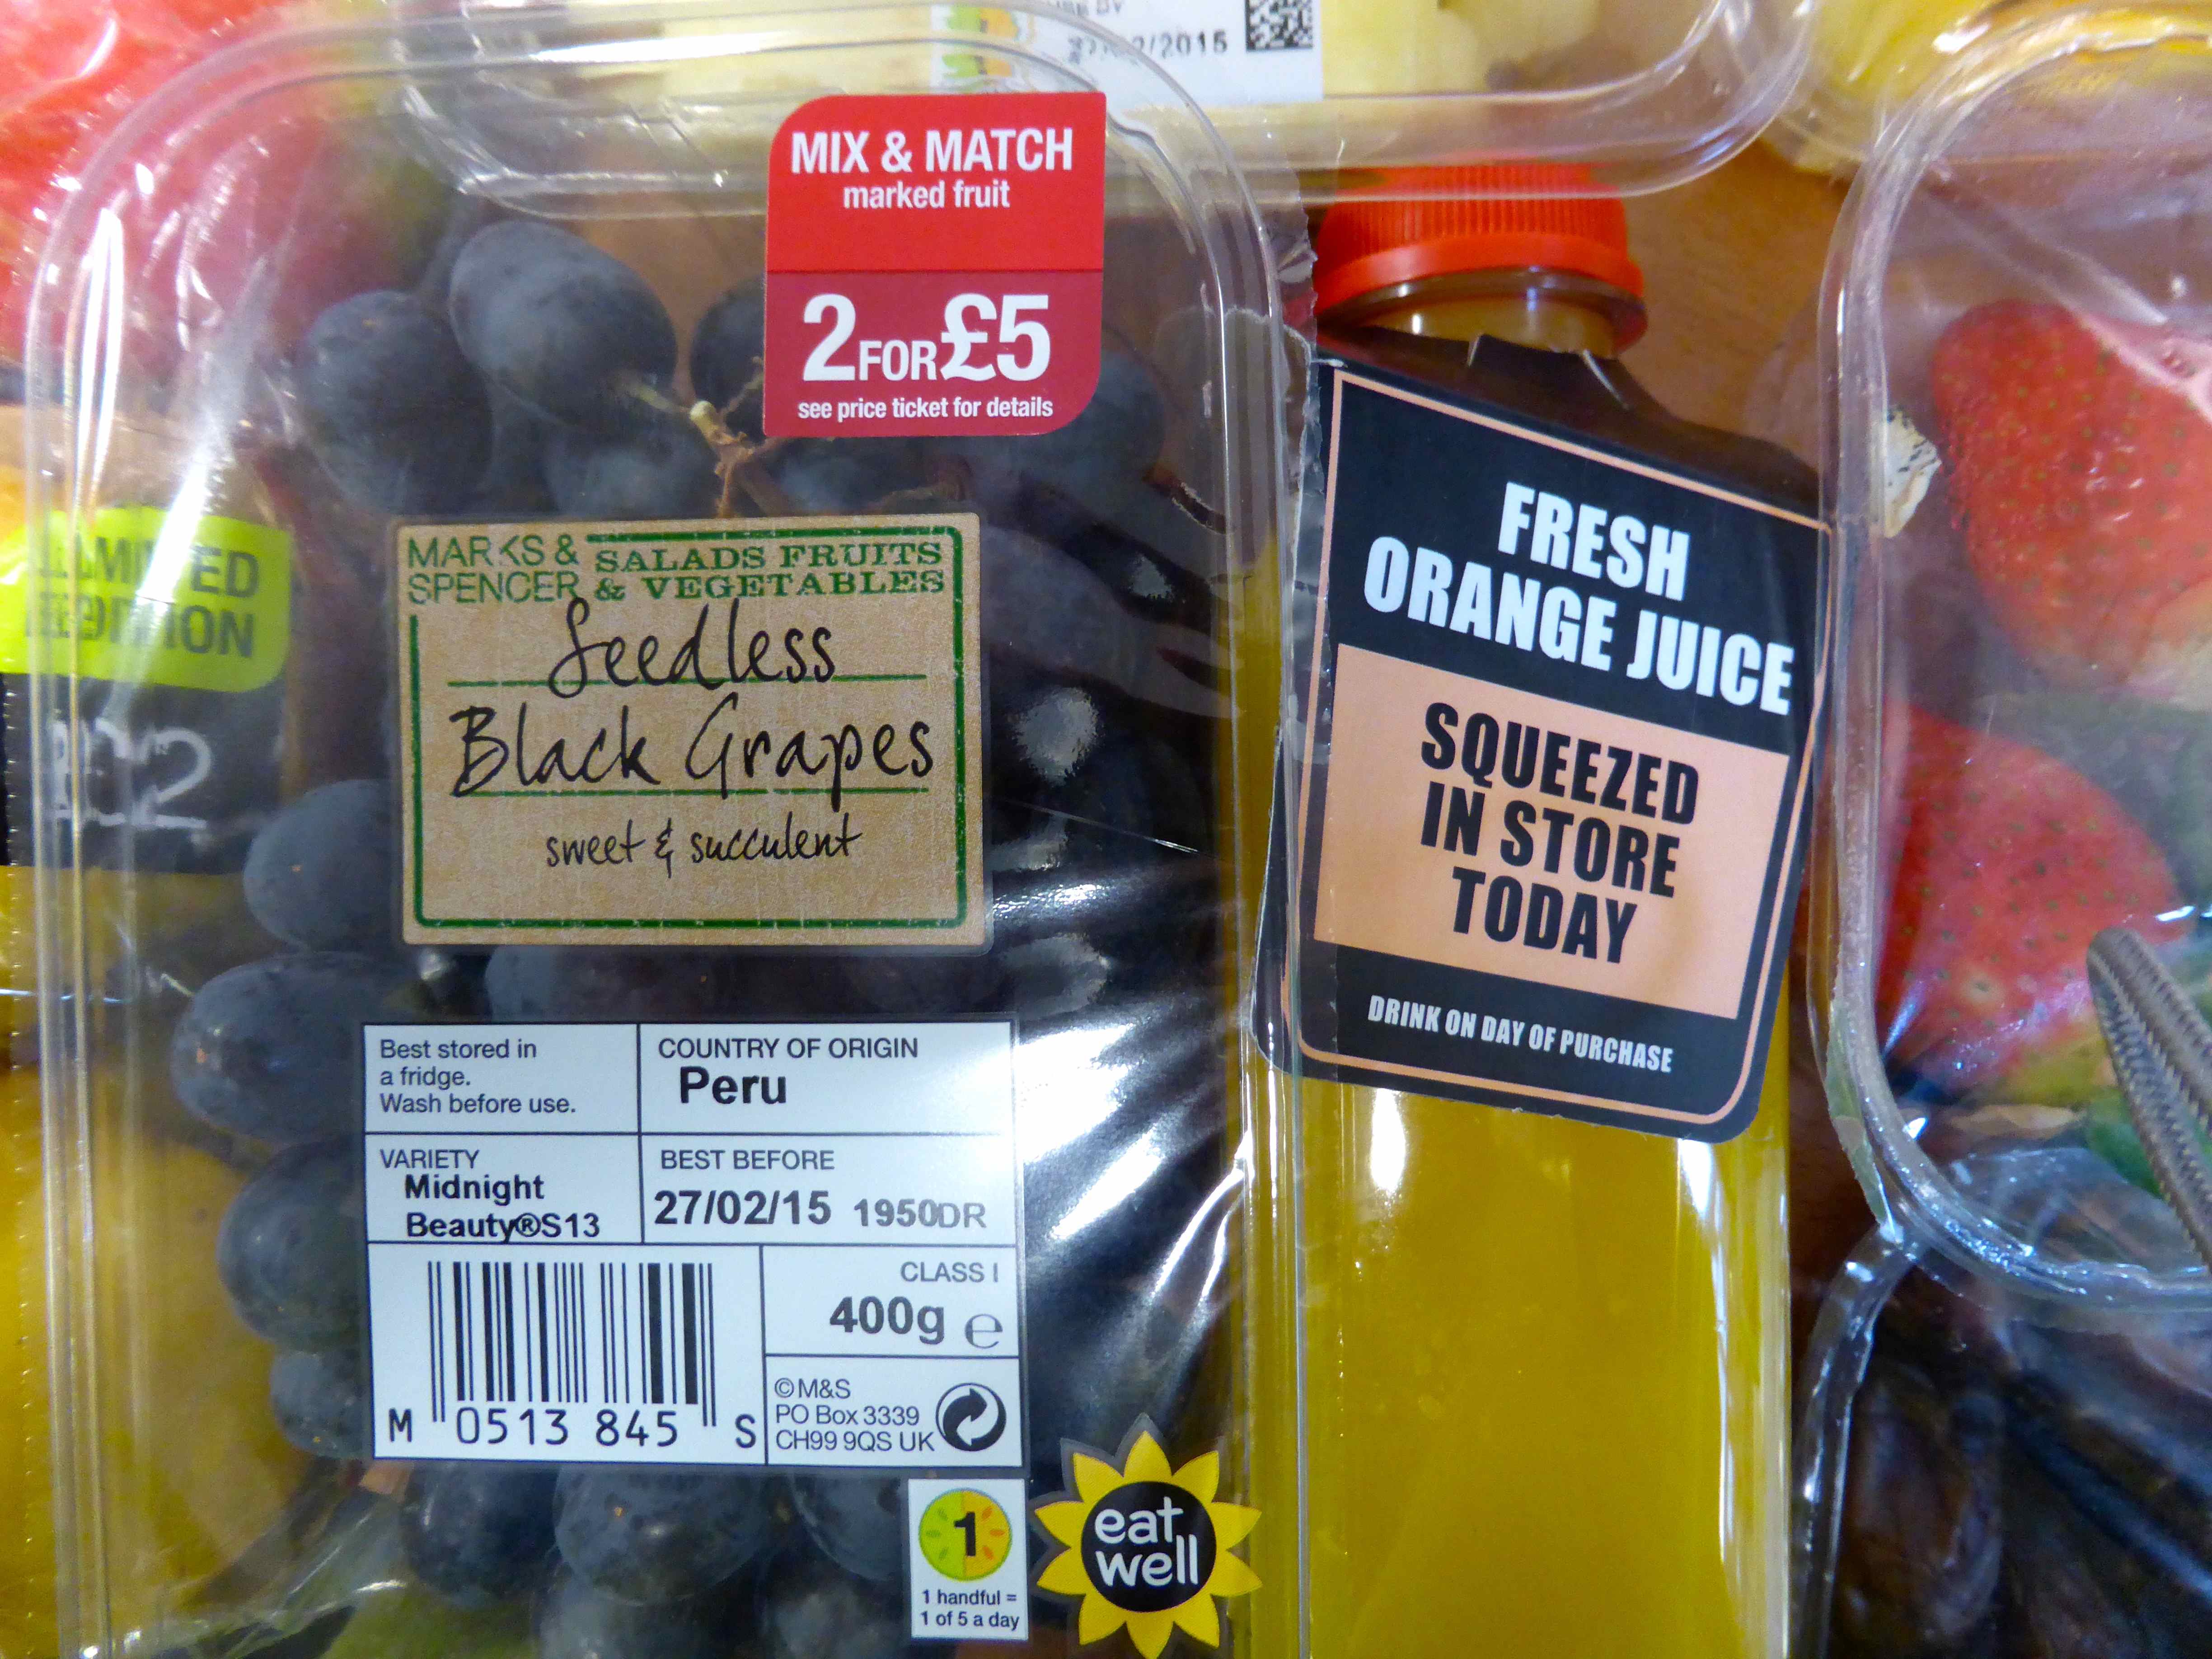 /2015
MIX & MATCH
marked fruit
2 FOR £5
see price ticket for details
MARKS & SPENCER
SALADS FRUITS
& VEGETABLES
Seedless
Black Grapes
sweet & succulent
Best stored in
a fridge.
Wash before use.
COUNTRY OF ORIGIN
Peru
VARIETY
Midnight
Beauty®S13
BEST BEFORE
27/02/15 1950DR
M 0513 845 S
CLASS I
400g e
©M&S
PO Box 3339
CH99 9QS UK
1
1 handful =
1 of 5 a day
eat
well
LIMITED
EDITION
FRESH
ORANGE JUICE
SQUEEZED
IN STORE
TODAY
DRINK ON DAY OF PURCHASE